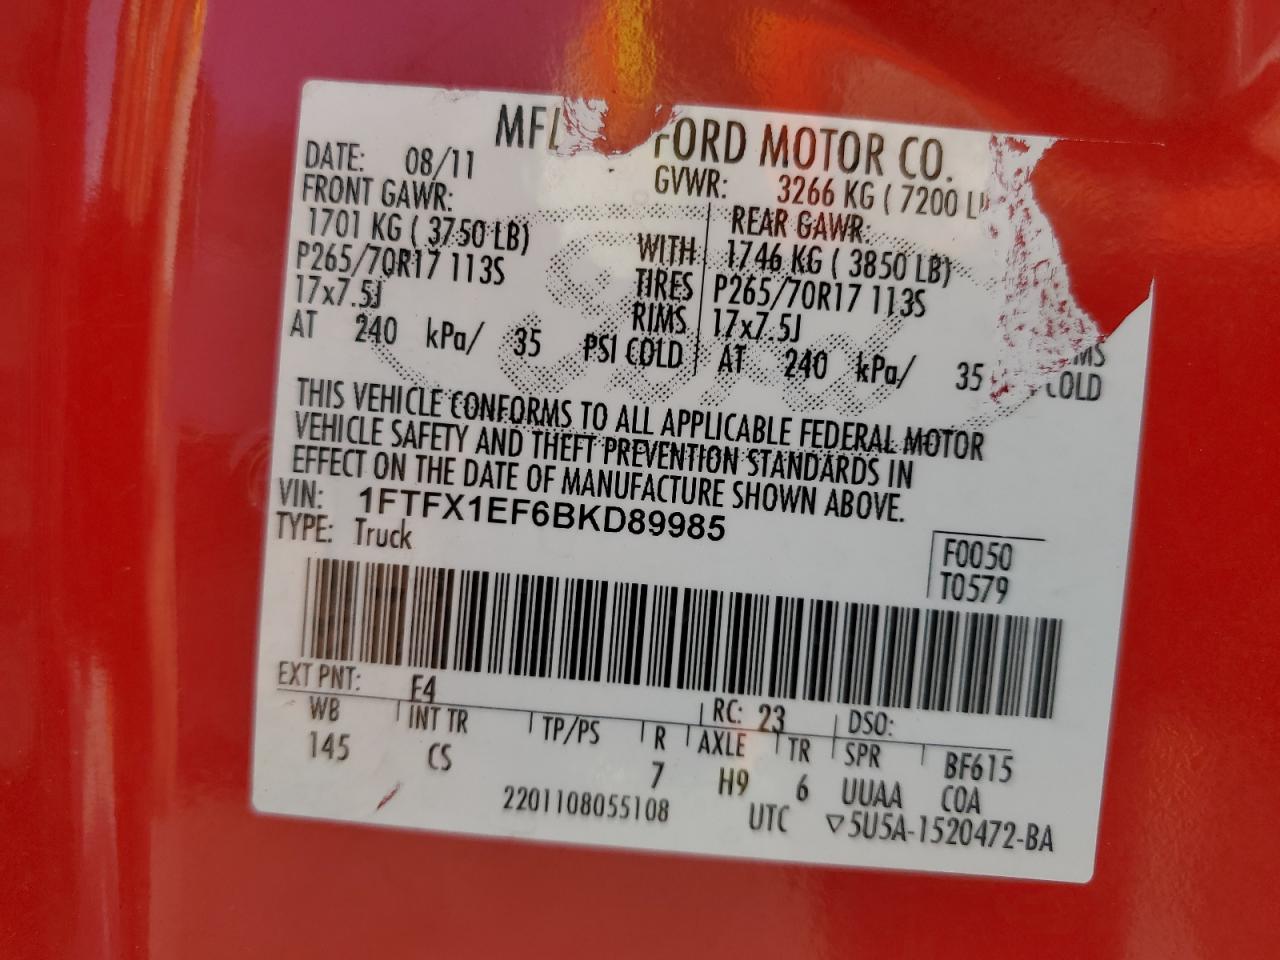 MFD FORD MOTOR CO.
DATE: 08/11 GVWR: 3266 KG ( 7200 L
FRONT GAWR: REAR GAWR:
1701 KG ( 3750 LB) WITH 1746 KG ( 3850 LB)
P265/70R17 113S TIRES P265/70R17 113S
17x7.5J RIMS 17x7.5J
AT 240 kPa/ 35 PSI COLD AT 240 kPa/ 35 COLD
THIS VEHICLE CONFORMS TO ALL APPLICABLE FEDERAL MOTOR
VEHICLE SAFETY AND THEFT PREVENTION STANDARDS IN
EFFECT ON THE DATE OF MANUFACTURE SHOWN ABOVE.
VIN: 1FTFX1EF6BKD89985
TYPE: Truck
F0050
T0579
EXT PNT: F4 RC: 23 DSO:
WB INT TR TP/PS R AXLE TR SPR BF615
145 CS 7 H9 6 UUAA COA
2201108055108 UTC ▽5U5A-1520472-BA